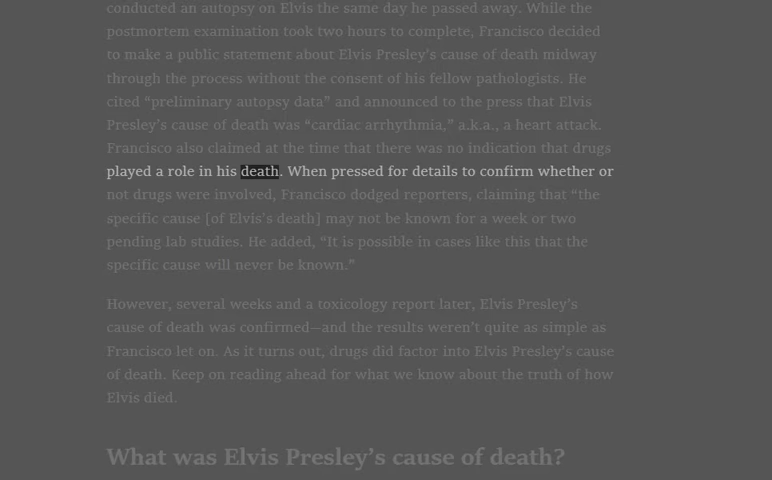 conducted an autopsy on Elvis the same day he passed away. While the
postmortem examination took two hours to complete, Francisco decided
to make a public statement about Elvis Presley’s cause of death midway
through the process without the consent of his fellow pathologists. He
cited “preliminary autopsy data” and announced to the press that Elvis
Presley’s cause of death was “cardiac arrhythmia,” a.k.a., a heart attack.
Francisco also claimed at the time that there was no indication that drugs
played a role in his death. When pressed for details to confirm whether or
not drugs were involved, Francisco dodged reporters, claiming that “the
specific cause [of Elvis’s death] may not be known for a week or two
pending lab studies. He added, “It is possible in cases like this that the
specific cause will never be known.”
However, several weeks and a toxicology report later, Elvis Presley’s
cause of death was confirmed—and the results weren’t quite as simple as
Francisco let on. As it turns out, drugs did factor into Elvis Presley’s cause
of death. Keep on reading ahead for what we know about the truth of how
Elvis died.
What was Elvis Presley’s cause of death?